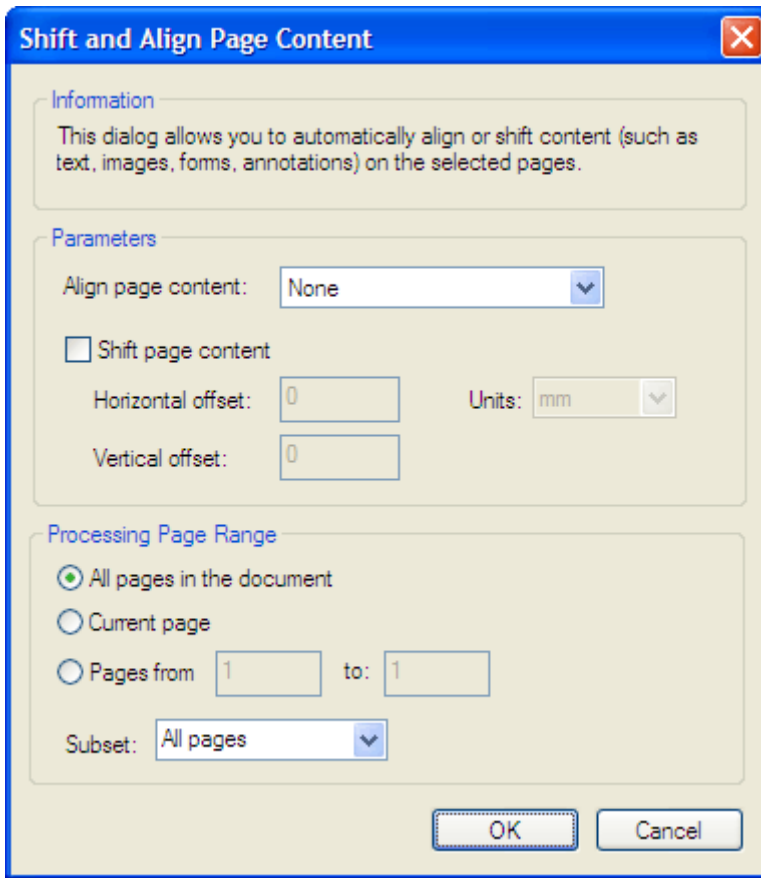 Shift and Align Page Content
Information
This dialog allows you to automatically align or shift content (such as
text, images, forms, annotations) on the selected pages.
Parameters
Align page content: None
Shift page content
Horizontal offset: 0 Units: mm
Vertical offset: 0
Processing Page Range
All pages in the document
Current page
Pages from 1 to: 1
Subset: All pages
OK Cancel